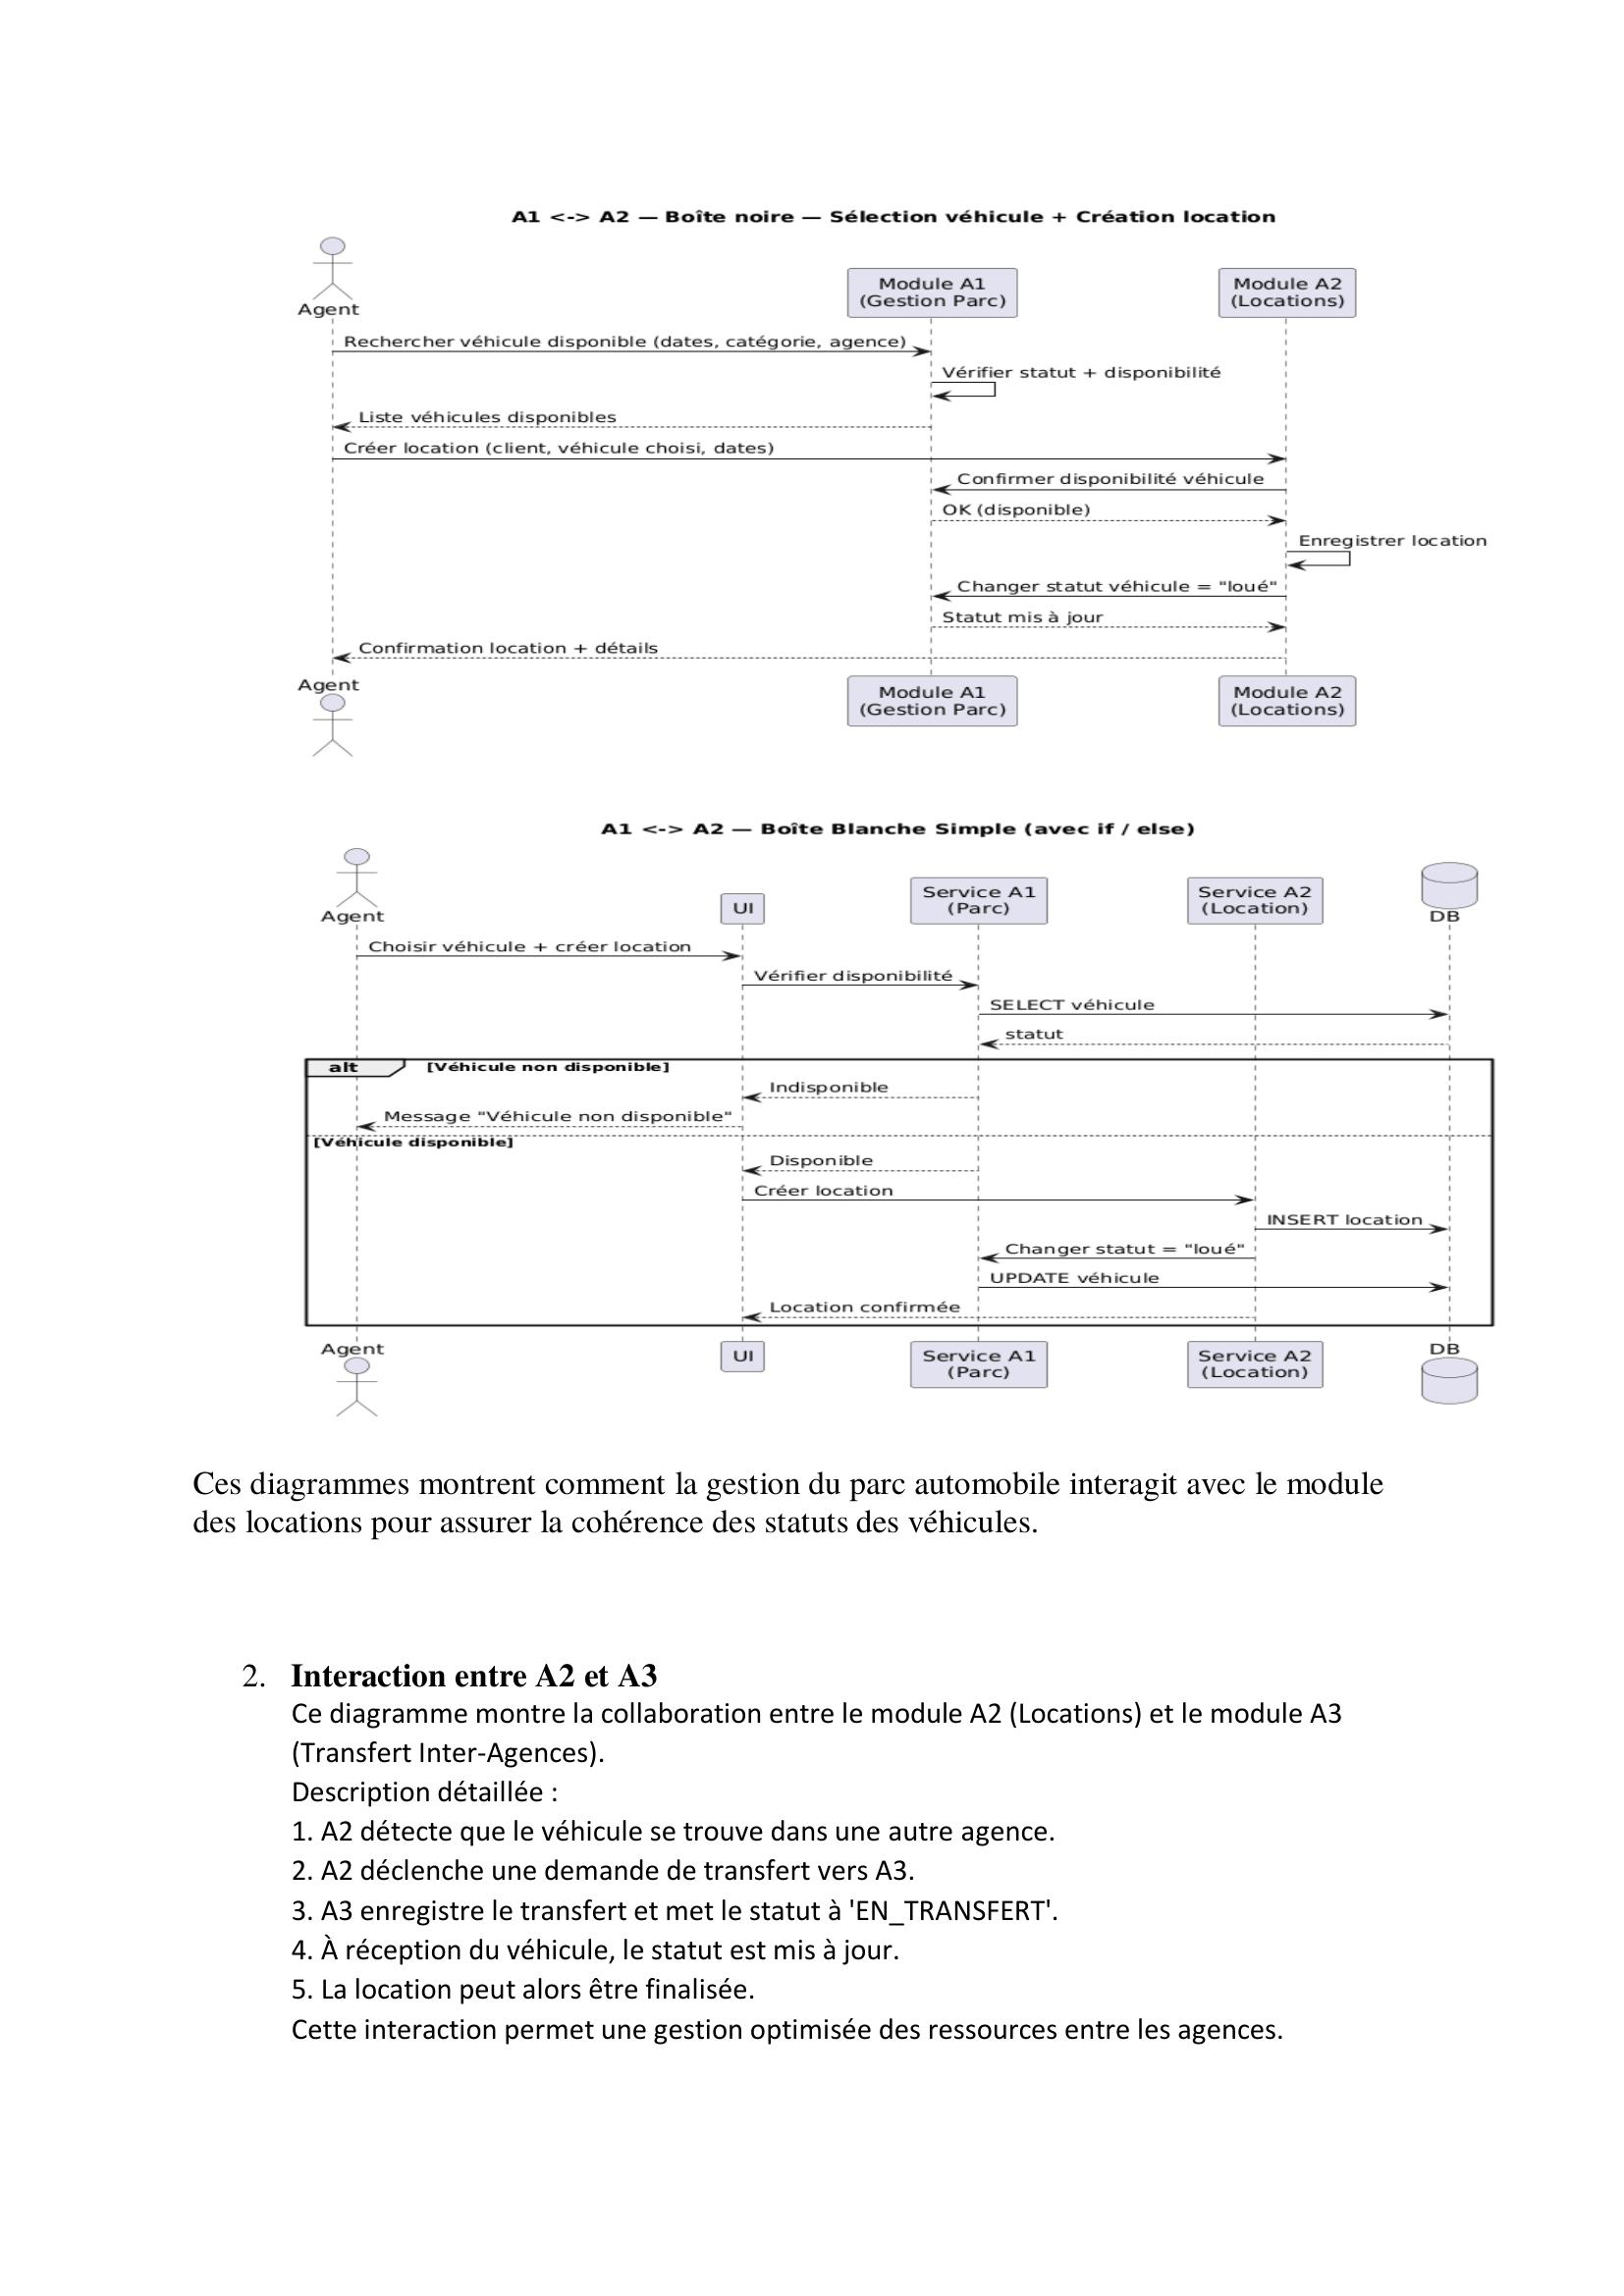 A1 <-> A2 — Boîte noire — Sélection véhicule + Création location
Agent
Module A1
(Gestion Parc)
Module A2
(Locations)
Rechercher véhicule disponible (dates, catégorie, agence)
Vérifier statut + disponibilité
Liste véhicules disponibles
Créer location (client, véhicule choisi, dates)
Confirmer disponibilité véhicule
OK (disponible)
Enregistrer location
Changer statut véhicule = "loué"
Statut mis à jour
Confirmation location + détails
Agent
Module A1
(Gestion Parc)
Module A2
(Locations)
A1 <-> A2 — Boîte Blanche Simple (avec if / else)
Agent
UI
Service A1
(Parc)
Service A2
(Location)
DB
Choisir véhicule + créer location
Vérifier disponibilité
SELECT véhicule
statut
alt [Véhicule non disponible]
Indisponible
Message "Véhicule non disponible"
[Véhicule disponible]
Disponible
Créer location
INSERT location
Changer statut = "loué"
UPDATE véhicule
Location confirmée
Agent
UI
Service A1
(Parc)
Service A2
(Location)
DB
Ces diagrammes montrent comment la gestion du parc automobile interagit avec le module
des locations pour assurer la cohérence des statuts des véhicules.
2. Interaction entre A2 et A3
Ce diagramme montre la collaboration entre le module A2 (Locations) et le module A3
(Transfert Inter-Agences).
Description détaillée :
1. A2 détecte que le véhicule se trouve dans une autre agence.
2. A2 déclenche une demande de transfert vers A3.
3. A3 enregistre le transfert et met le statut à 'EN_TRANSFERT'.
4. À réception du véhicule, le statut est mis à jour.
5. La location peut alors être finalisée.
Cette interaction permet une gestion optimisée des ressources entre les agences.